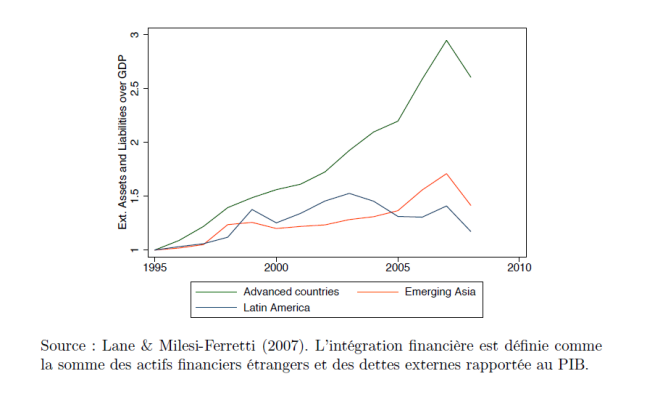 Ext. Assets and Liabilities over GDP
3
2.5
2
1.5
1
1995
2000
2005
2010
Advanced countries
Emerging Asia
Latin America
Source : Lane & Milesi-Ferretti (2007). L'intégration financière est définie comme
la somme des actifs financiers étrangers et des dettes externes rapportée au PIB.